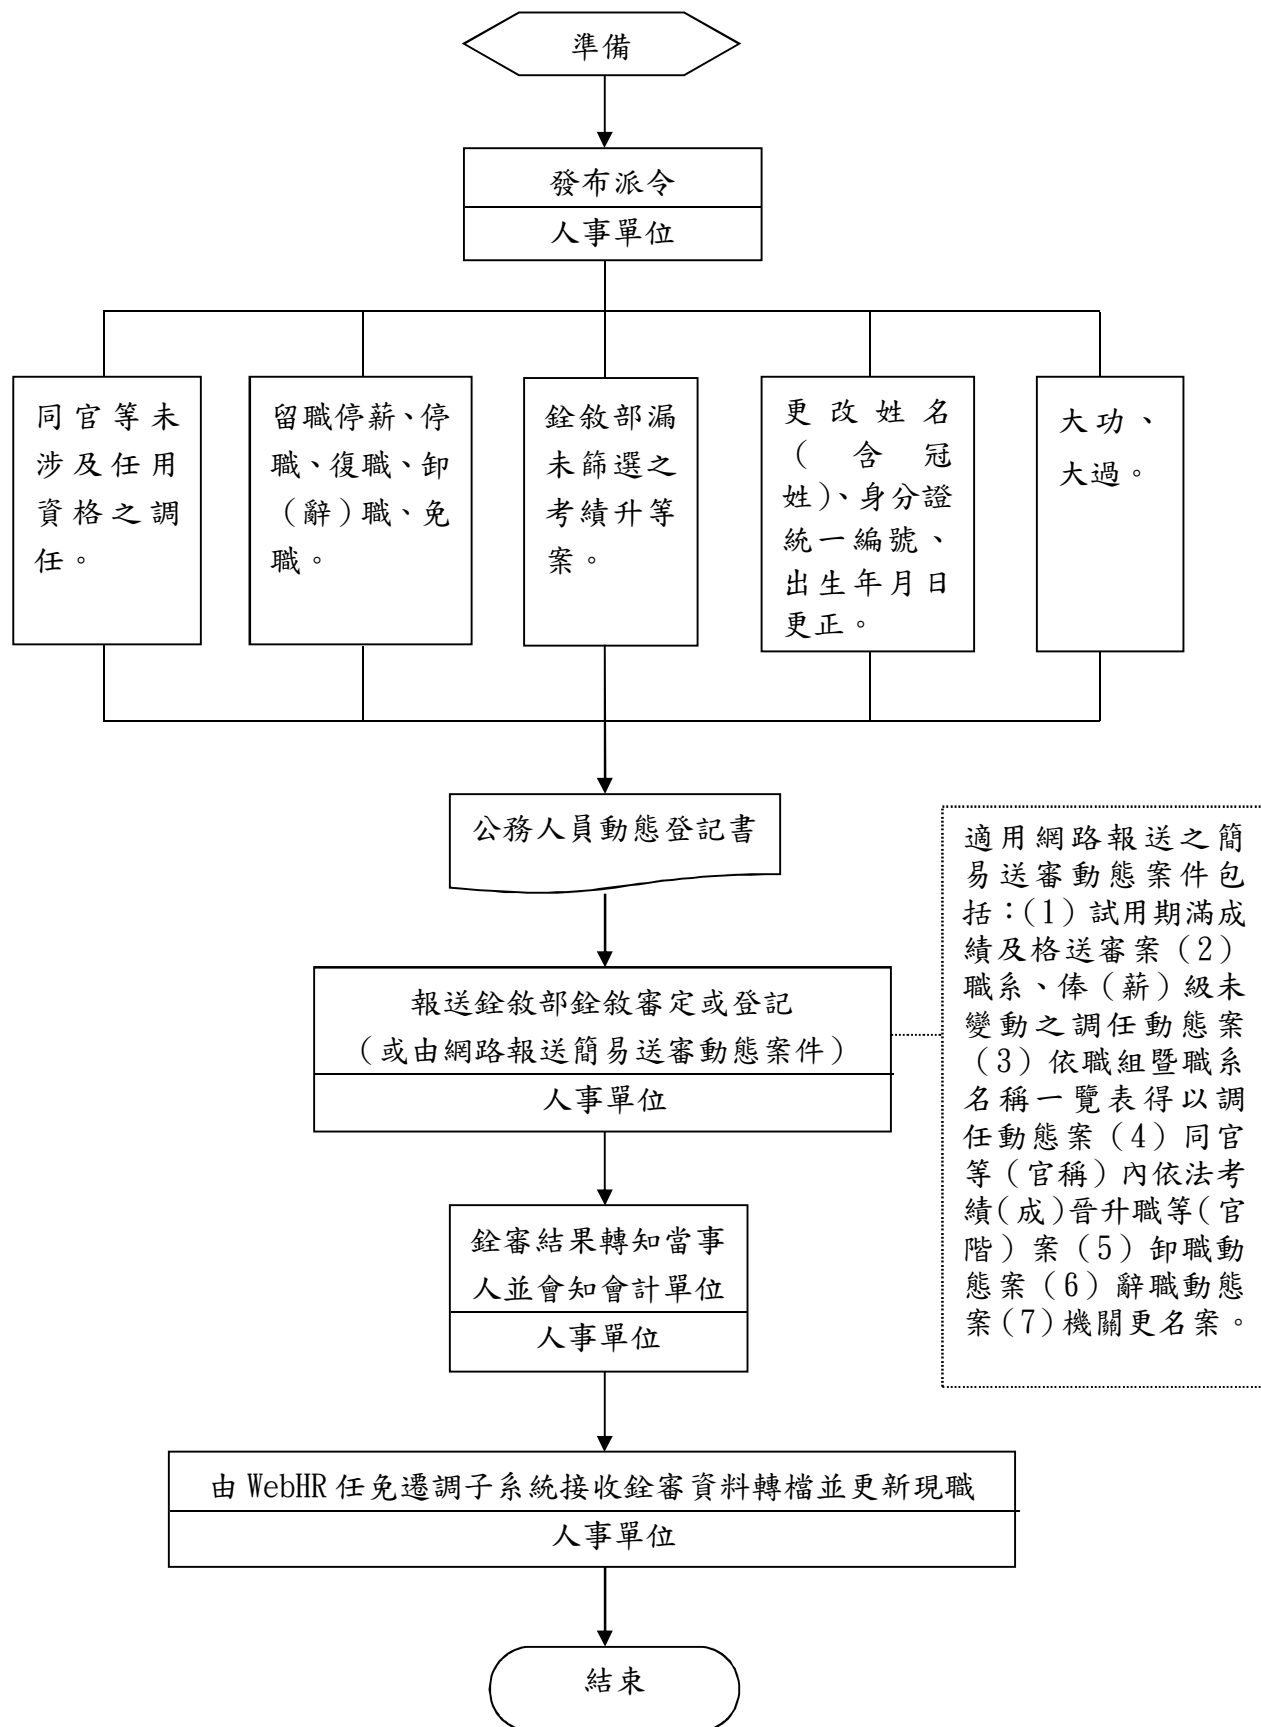 準備
發布派令
人事單位
同官等未
涉及任用
資格之調
任。
留職停薪、停
職、復職、卸
（辭）職、免
職。
銓敘部漏
未篩選之
考績升等
案。
更改姓名
（含冠
姓）、身分證
統一編號、
出生年月日
更正。
大功、
大過。
公務人員動態登記書
適用網路報送之簡
易送審動態案件包
括：(1)試用期滿成
績及格送審案（2）
職系、俸（薪）級未
變動之調任動態案
（3）依職組暨職系
名稱一覽表得以調
任動態案（4）同官
等（官稱）內依法考
績(成)晉升職等(官
階）案（5）卸職動
態案（6）辭職動態
案(7)機關更名案。
報送銓敘部銓敘審定或登記
（或由網路報送簡易送審動態案件）
人事單位
銓審結果轉知當事
人並會知會計單位
人事單位
由 WebHR 任免遷調子系統接收銓審資料轉檔並更新現職
人事單位
結束